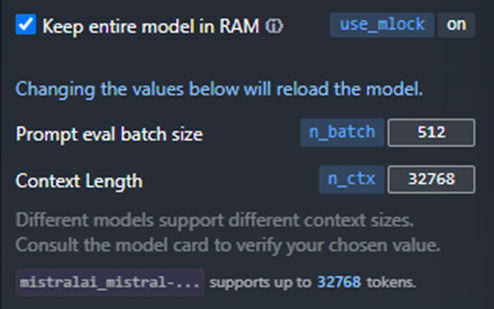 Keep entire model in RAM use_mlock on
Changing the values below will reload the model.
Prompt eval batch size n_batch 512
Context Length n_ctx 32768
Different models support different context sizes.
Consult the model card to verify your chosen value.
mistralai_mistral-... supports up to 32768 tokens.